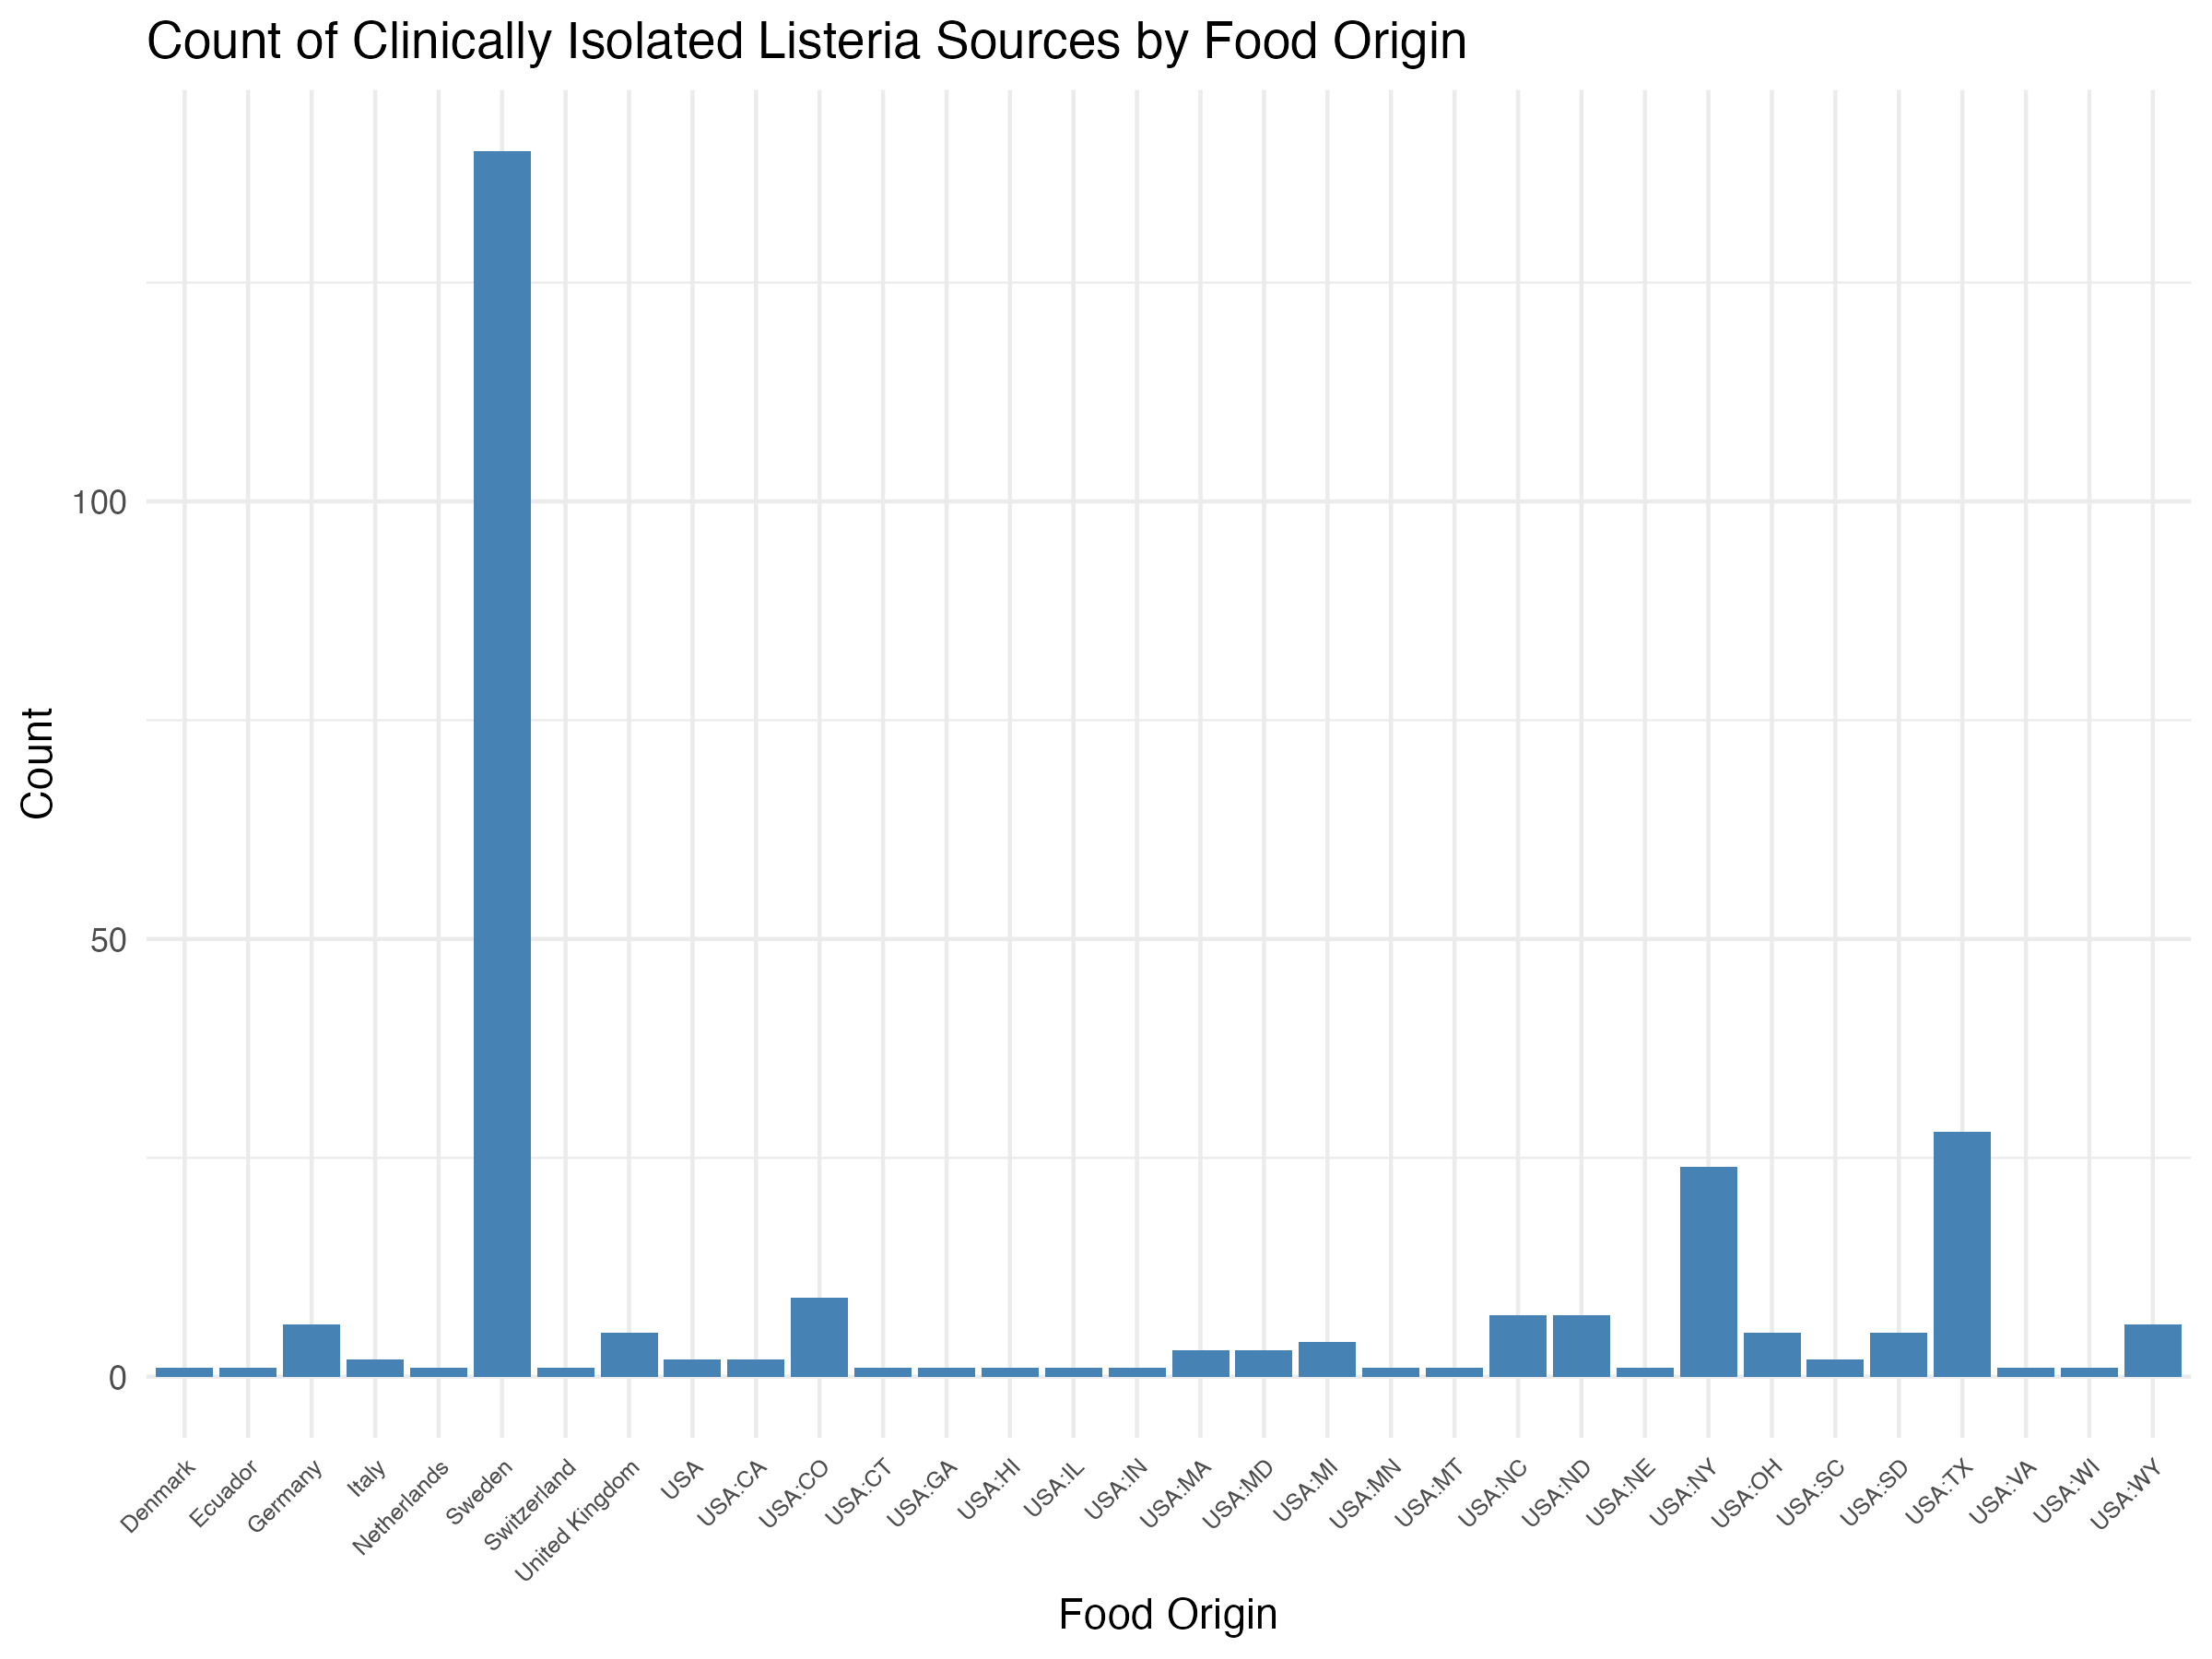 Count of Clinically Isolated Listeria Sources by Food Origin
Count
100
50
0
Denmark
Ecuador
Germany
Italy
Netherlands
Sweden
Switzerland
United Kingdom
USA
USA:CA
USA:CO
USA:CT
USA:GA
USA:HI
USA:IL
USA:IN
USA:MA
USA:MD
USA:MI
USA:MN
USA:MT
USA:NC
USA:ND
USA:NE
USA:NY
USA:OH
USA:SC
USA:SD
USA:TX
USA:VA
USA:WI
USA:WY
Food Origin